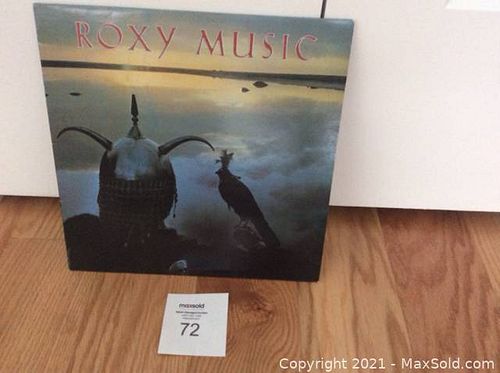 ROXY MUSIC
maxsold
72
Copyright 2021 - MaxSold.com